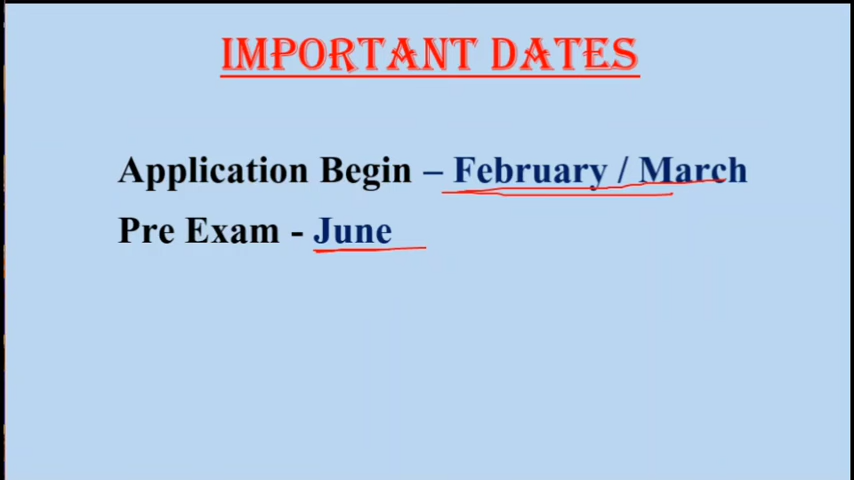 IMPORTANT DATES
Application Begin – February / March
Pre Exam - June